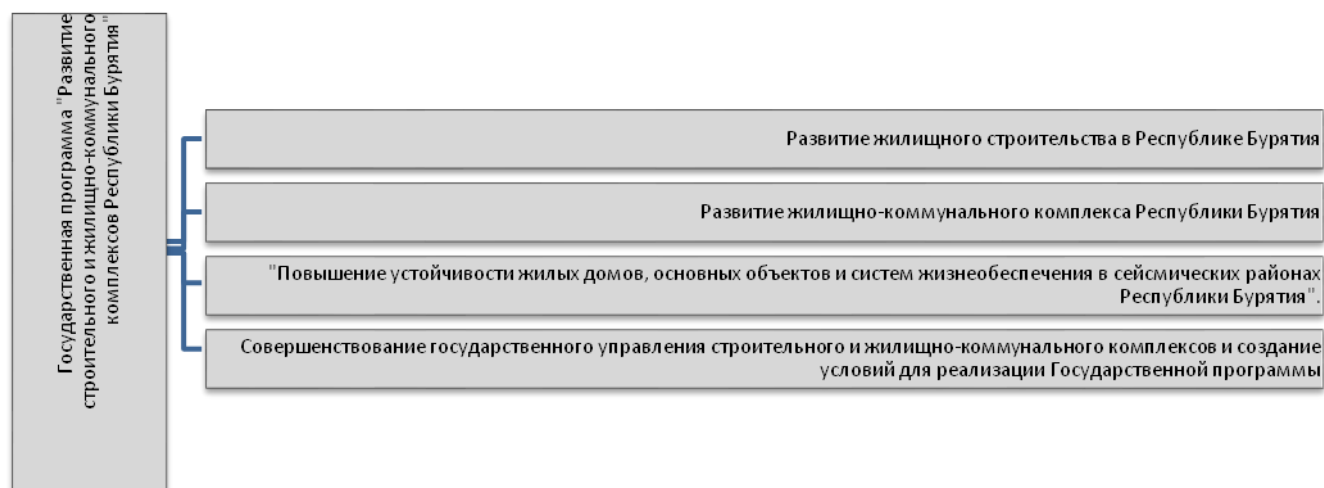 Государственная программа "Развитие
строительного и жилищно-коммунального
комплексов Республики Бурятия"
Развитие жилищного строительства в Республике Бурятия
Развитие жилищно-коммунального комплекса Республики Бурятия
"Повышение устойчивости жилых домов, основных объектов и систем жизнеобеспечения в сейсмических районах
Республики Бурятия".
Совершенствование государственного управления строительного и жилищно-коммунального комплексов и создание
условий для реализации Государственной программы